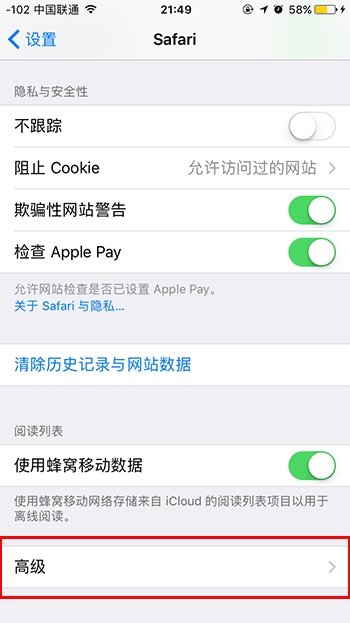 -102 中国联通 21:49 58%
设置 Safari
隐私与安全性
不跟踪
阻止 Cookie 允许访问过的网站
欺骗性网站警告
检查 Apple Pay
允许网站检查是否已设置 Apple Pay。
关于 Safari 与隐私...
清除历史记录与网站数据
阅读列表
使用蜂窝移动数据
使用蜂窝移动网络存储来自 iCloud 的阅读列表项目以用于
离线阅读。
高级